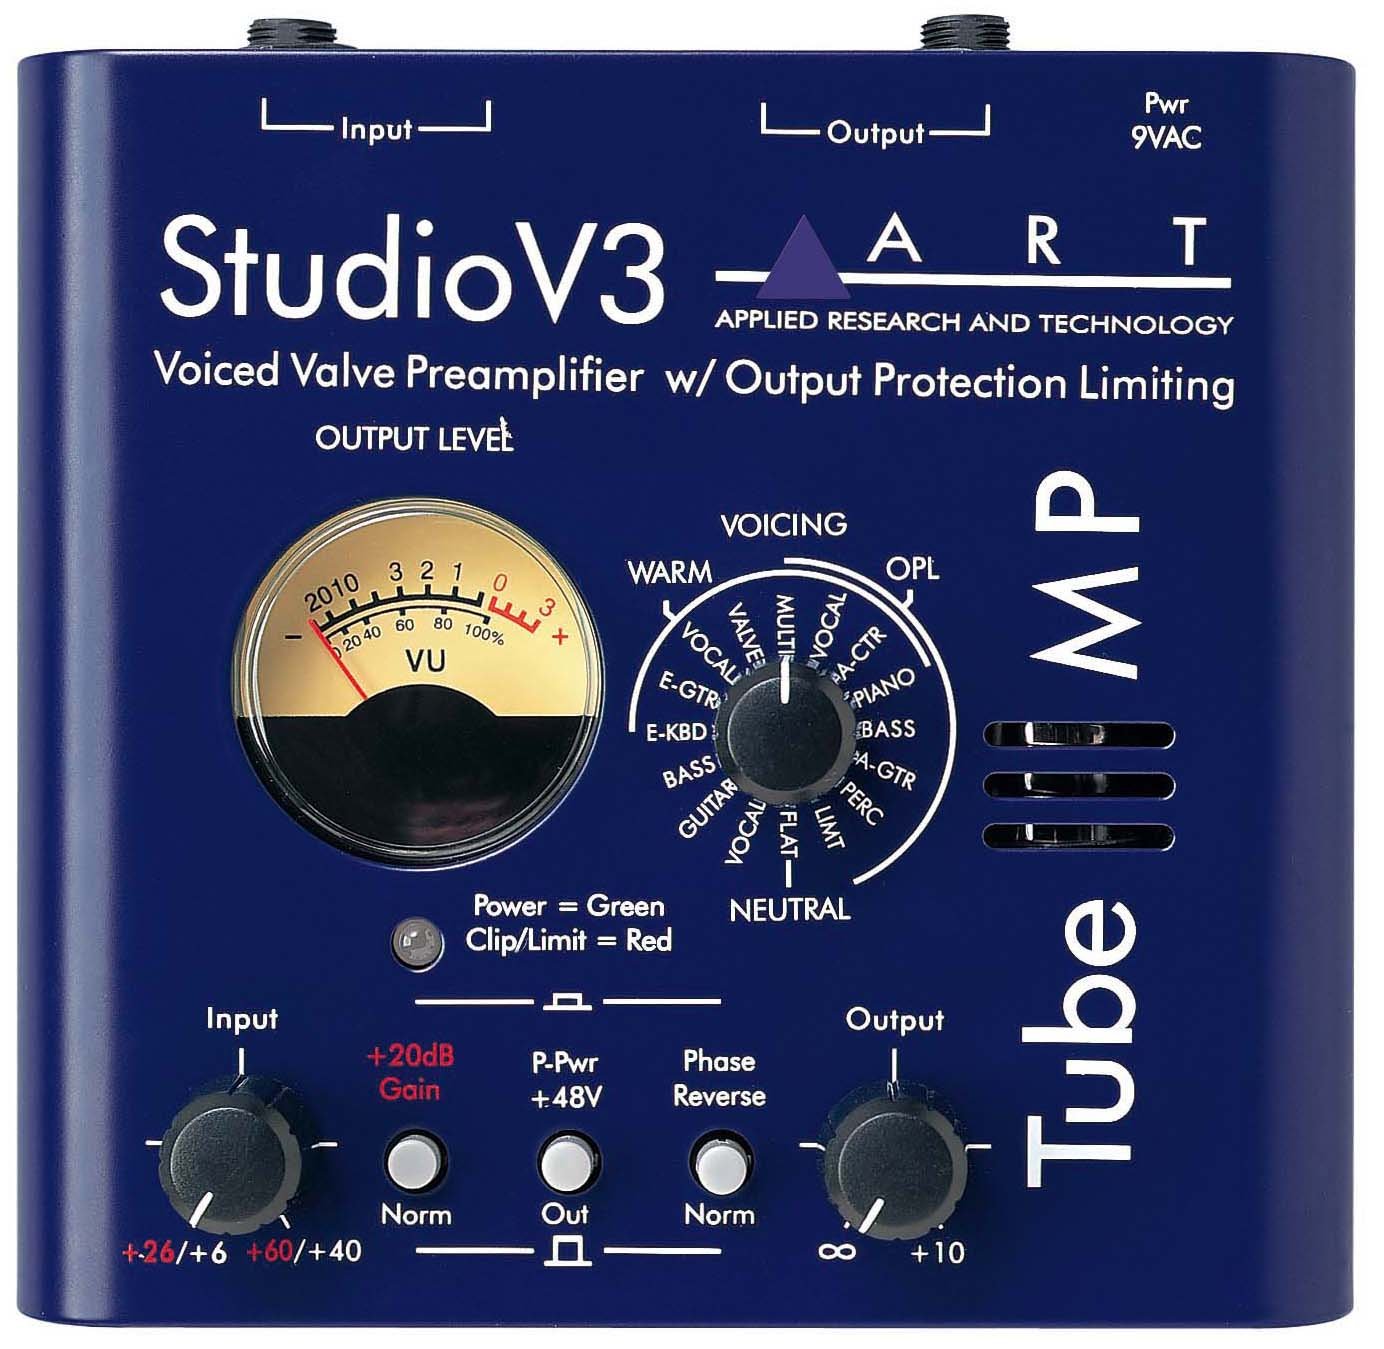 Input
Output
Pwr
9VAC
StudioV3
A R T
APPLIED RESEARCH AND TECHNOLOGY
Voiced Valve Preamplifier w/ Output Protection Limiting
OUTPUT LEVEL
- 20 10 3 2 1 0 3 +
0 20 40 60 80 100%
VU
VOICING
WARM
OPL
MULTI
VOCAL
A-CTR
PIANO
BASS
A-GTR
PERC
LIMT
FLAT
VOCAL
GUITAR
BASS
E-KBD
E-GTR
VOCAL
VALVE
NEUTRAL
Tube MP
Power = Green
Clip/Limit = Red
Input
+26/+6 +60/+40
+20dB
Gain
Norm
P-Pwr
+48V
Out
Phase
Reverse
Norm
Output
∞ +10